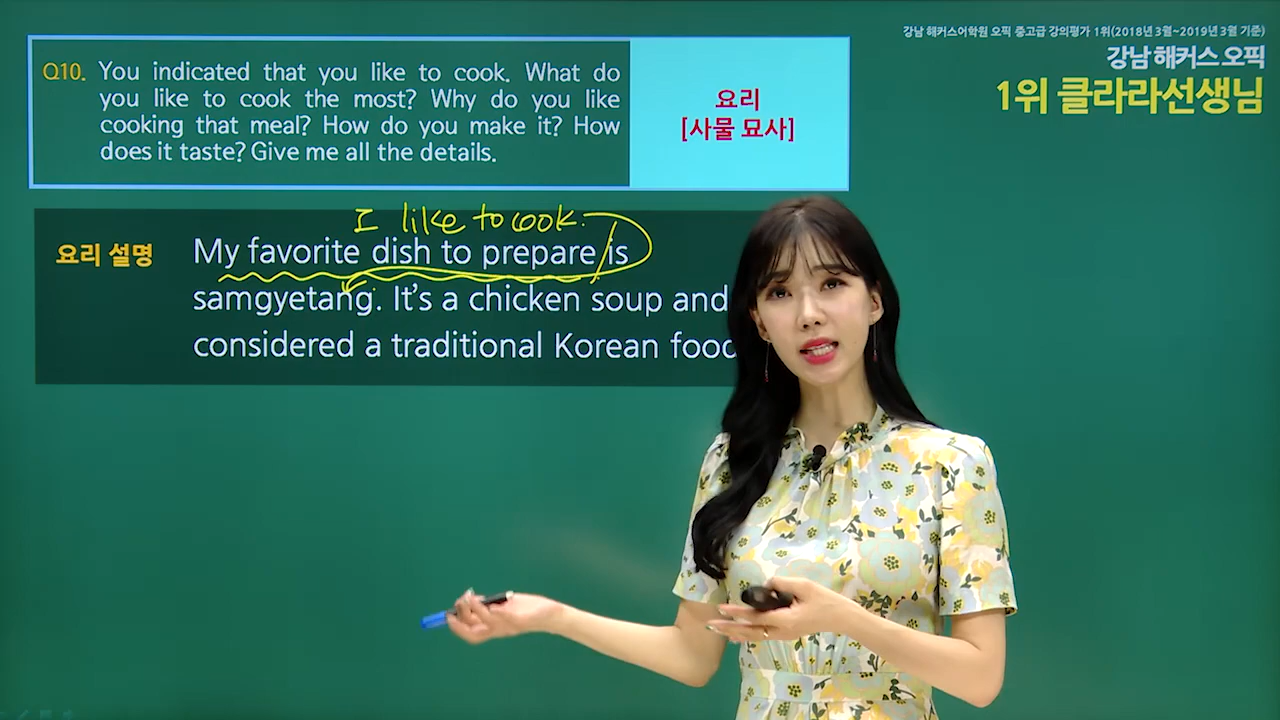 강남 해커스어학원 오픽 중고급 강의평가 1위(2018년 3월~2019년 3월 기준)
강남 해커스 오픽
1위 클라라선생님
Q10. You indicated that you like to cook. What do
you like to cook the most? Why do you like
cooking that meal? How do you make it? How
does it taste? Give me all the details.
요리
[사물 묘사]
I like to cook.
요리 설명
My favorite dish to prepare is
samgyetang. It's a chicken soup and
considered a traditional Korean food